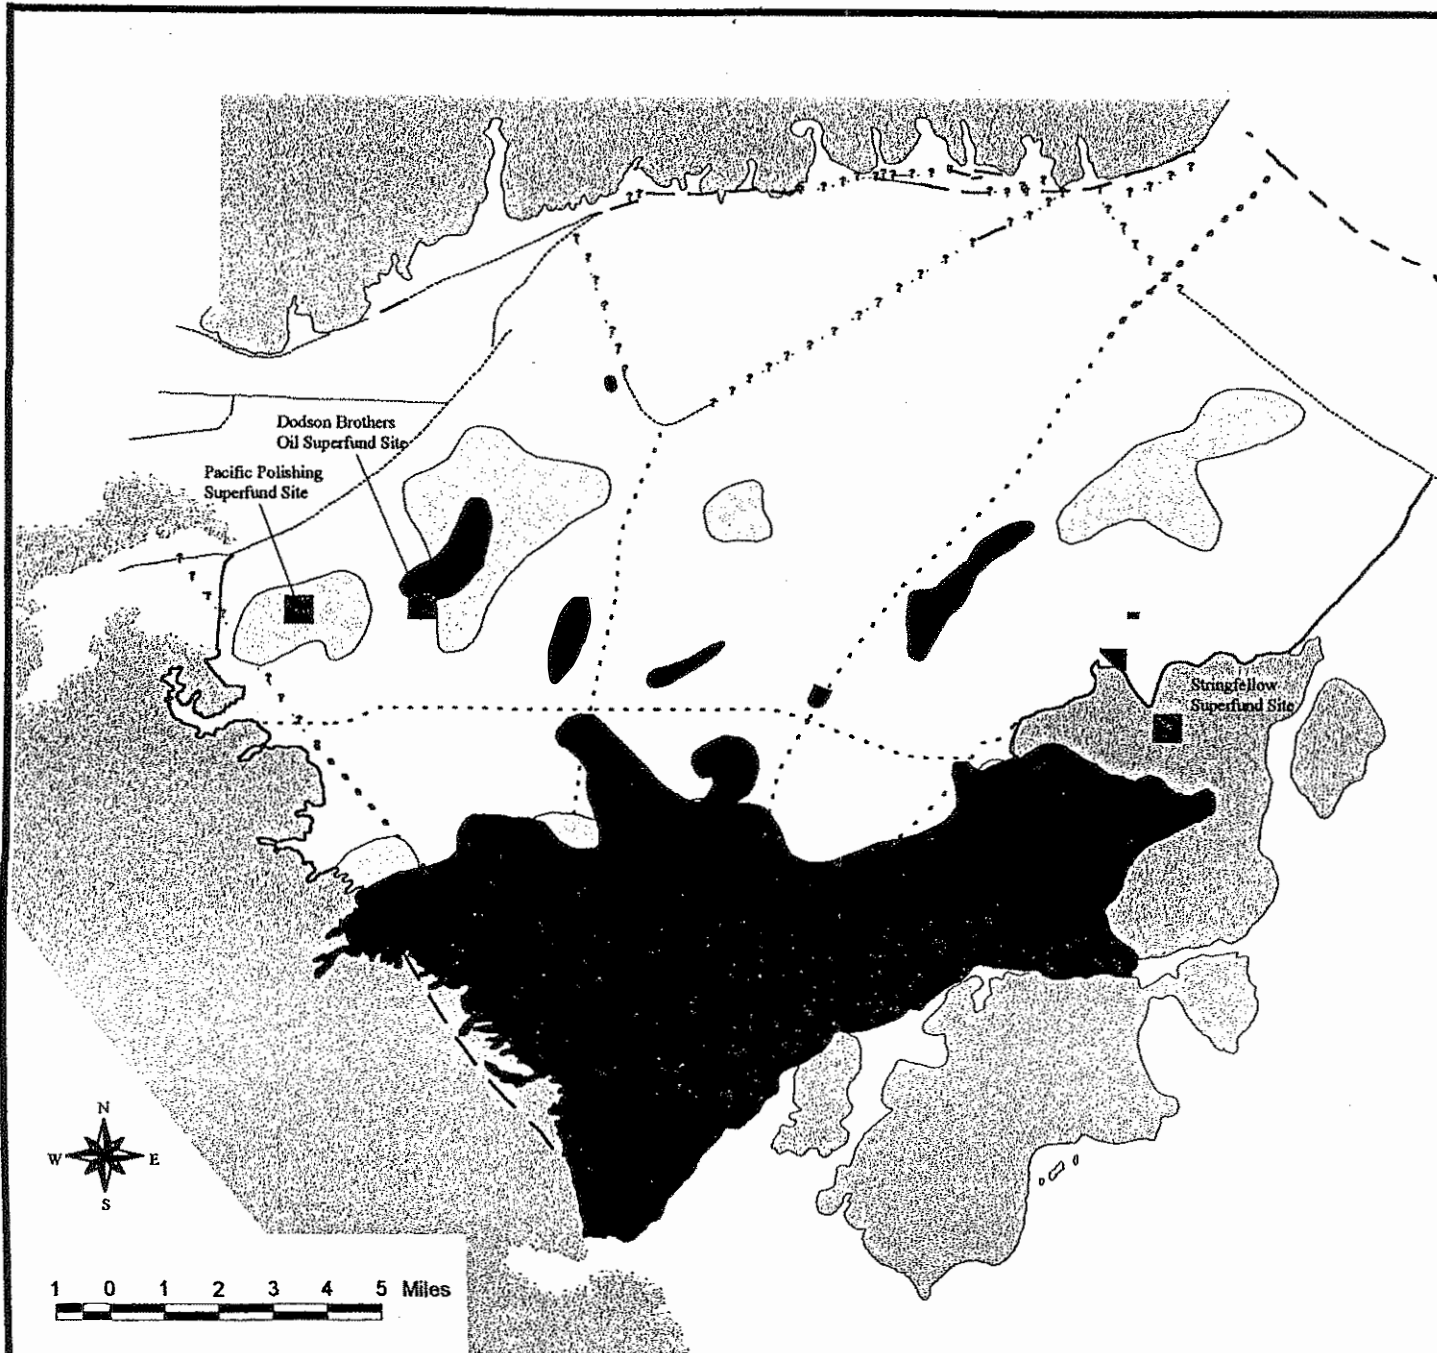 Dodson Brothers
Oil Superfund Site
Pacific Polishing
Superfund Site
Stringfellow
Superfund Site
N
W E
S
1 0 1 2 3 4 5 Miles